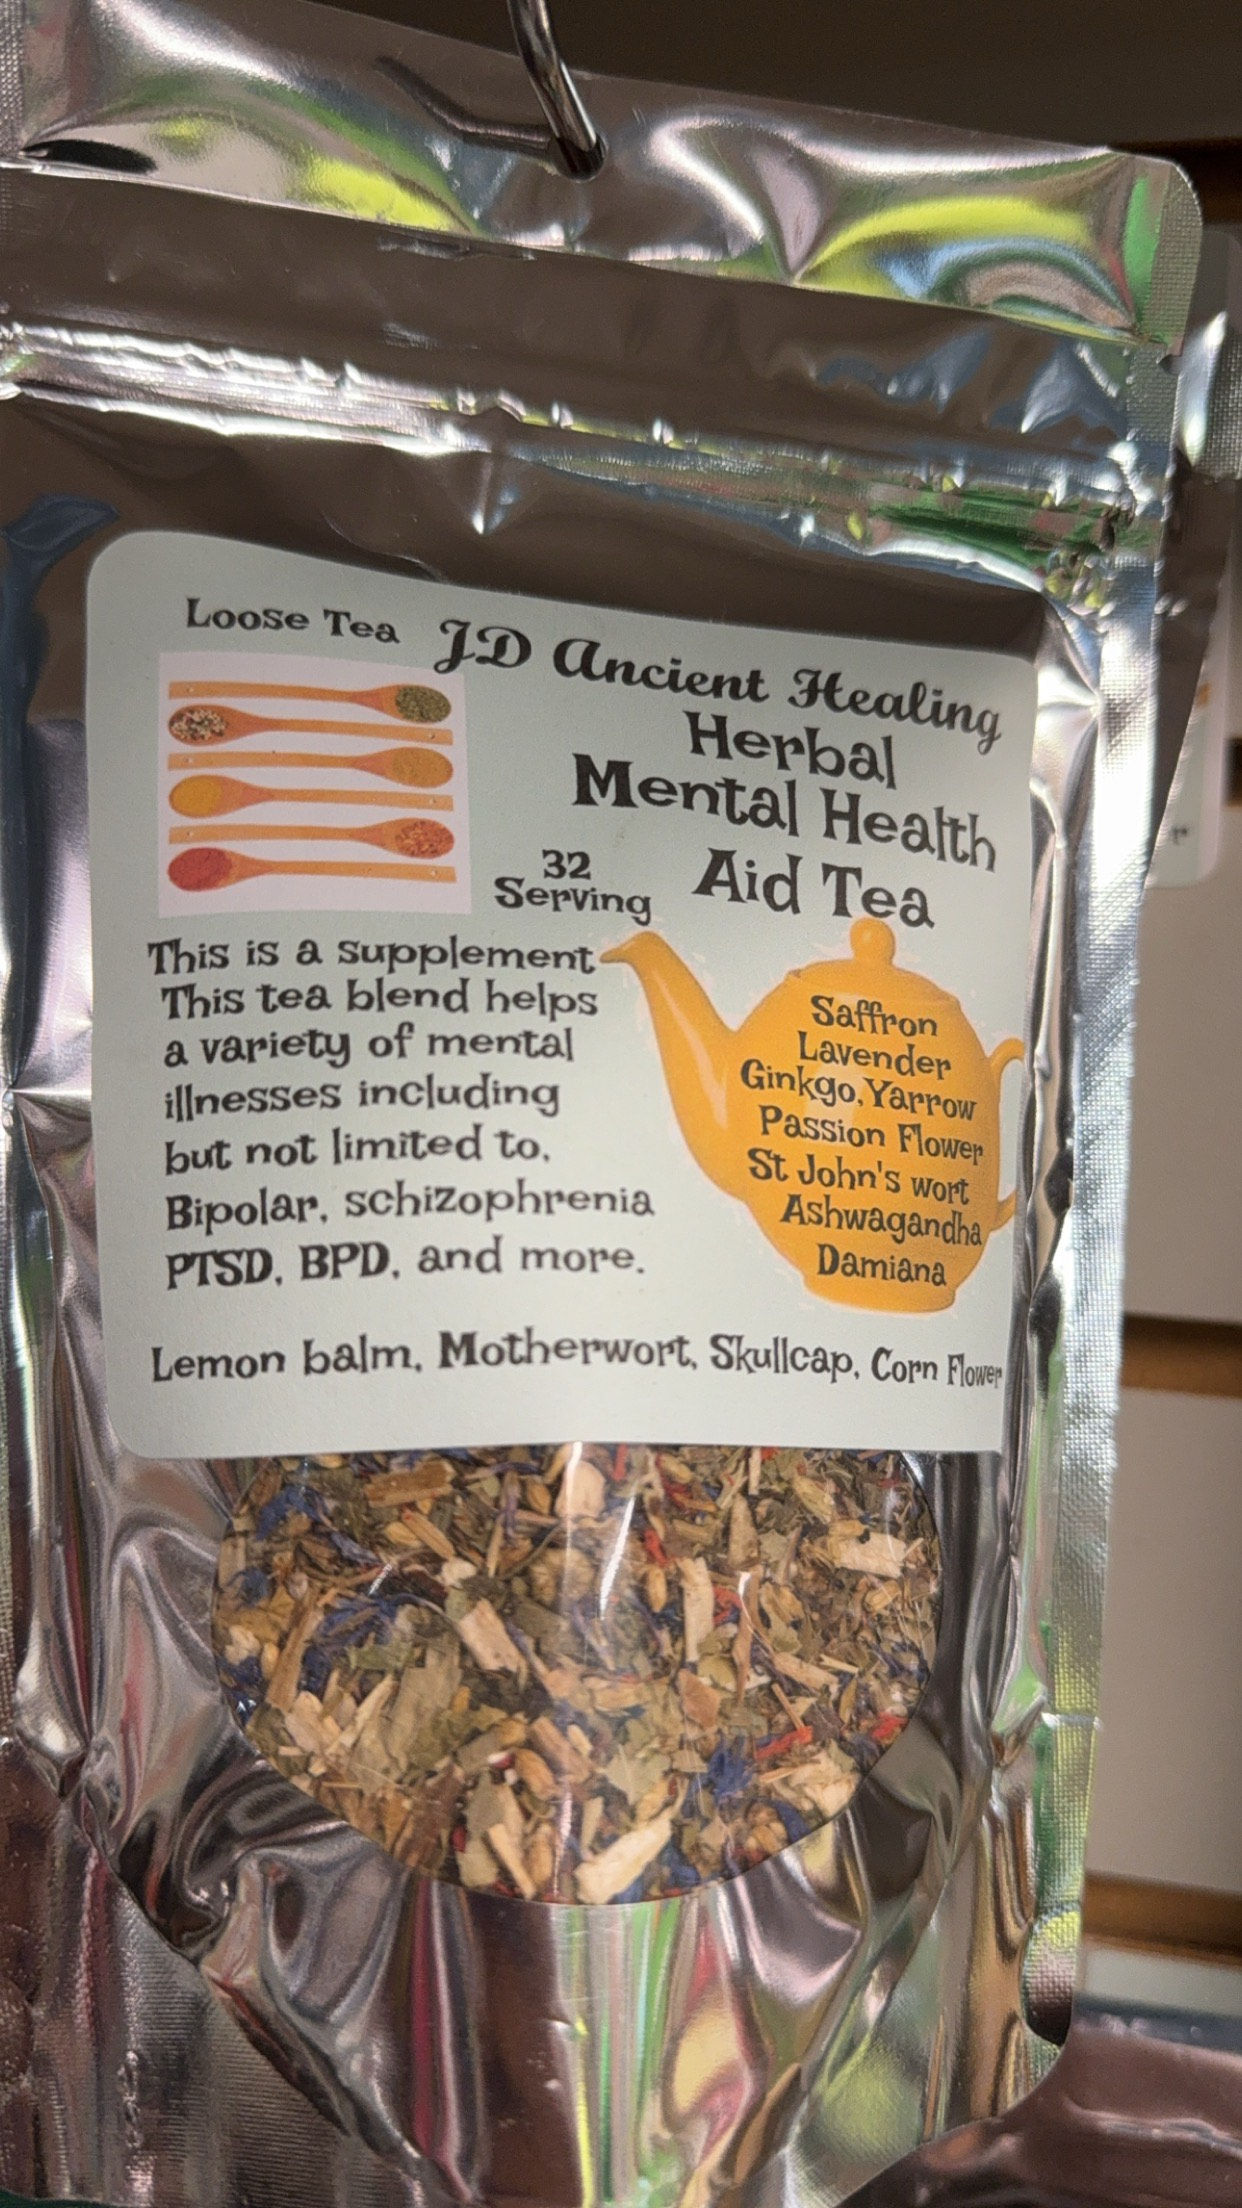 Loose Tea JD Ancient Healing
Herbal
Mental Health
Aid Tea
32
Serving
This is a supplement
This tea blend helps
a variety of mental
illnesses including
but not limited to,
Bipolar, schizophrenia
PTSD, BPD, and more.
Saffron
Lavender
Ginkgo, Yarrow
Passion Flower
St John's wort
Ashwagandha
Damiana
Lemon balm, Motherwort, Skullcap, Corn Flower